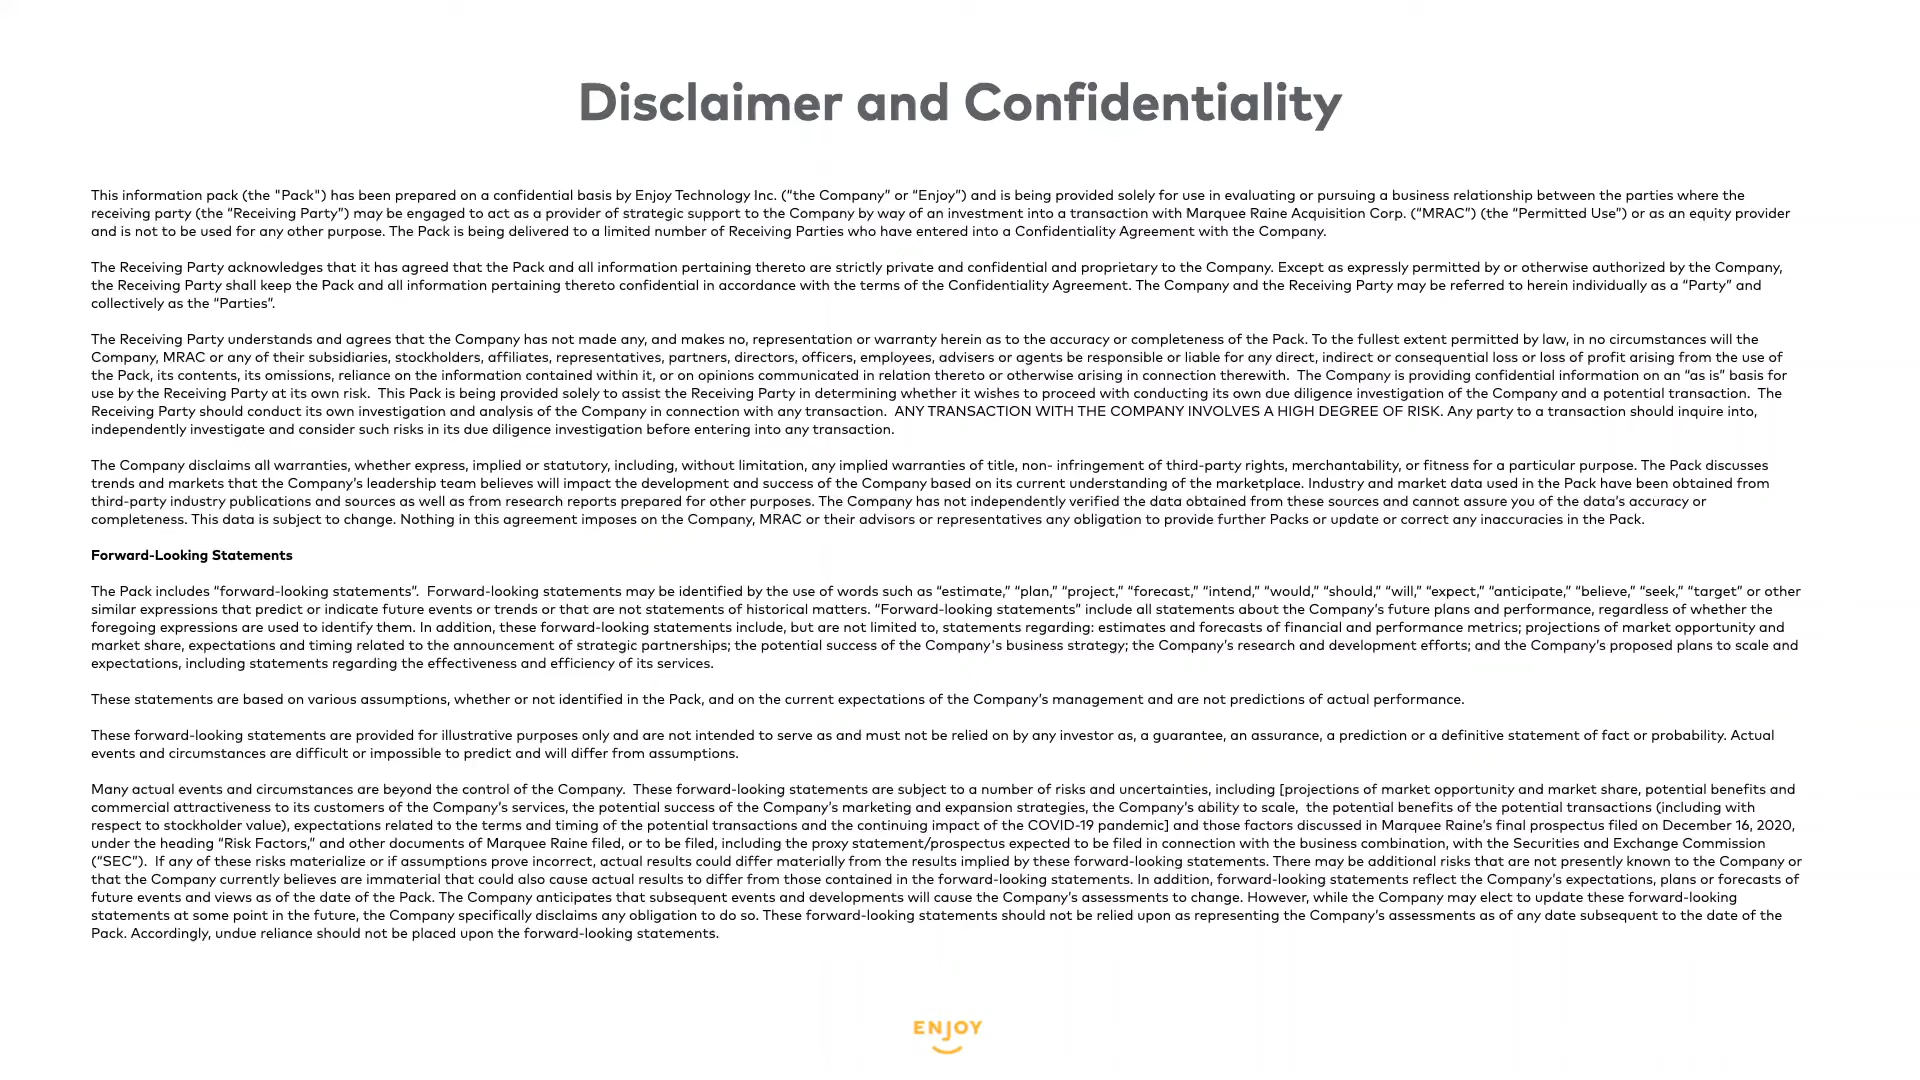 Disclaimer and Confidentiality
This information pack (the "Pack") has been prepared on a confidential basis by Enjoy Technology Inc. (“the Company” or “Enjoy”) and is being provided solely for use in evaluating or pursuing a business relationship between the parties where the
receiving party (the “Receiving Party”) may be engaged to act as a provider of strategic support to the Company by way of an investment into a transaction with Marquee Raine Acquisition Corp. (“MRAC”) (the “Permitted Use”) or as an equity provider
and is not to be used for any other purpose. The Pack is being delivered to a limited number of Receiving Parties who have entered into a Confidentiality Agreement with the Company.
The Receiving Party acknowledges that it has agreed that the Pack and all information pertaining thereto are strictly private and confidential and proprietary to the Company. Except as expressly permitted by or otherwise authorized by the Company,
the Receiving Party shall keep the Pack and all information pertaining thereto confidential in accordance with the terms of the Confidentiality Agreement. The Company and the Receiving Party may be referred to herein individually as a “Party” and
collectively as the “Parties”.
The Receiving Party understands and agrees that the Company has not made any, and makes no, representation or warranty herein as to the accuracy or completeness of the Pack. To the fullest extent permitted by law, in no circumstances will the
Company, MRAC or any of their subsidiaries, stockholders, affiliates, representatives, partners, directors, officers, employees, advisers or agents be responsible or liable for any direct, indirect or consequential loss or loss of profit arising from the use of
the Pack, its contents, its omissions, reliance on the information contained within it, or on opinions communicated in relation thereto or otherwise arising in connection therewith.  The Company is providing confidential information on an “as is” basis for
use by the Receiving Party at its own risk.  This Pack is being provided solely to assist the Receiving Party in determining whether it wishes to proceed with conducting its own due diligence investigation of the Company and a potential transaction.  The
Receiving Party should conduct its own investigation and analysis of the Company in connection with any transaction.  ANY TRANSACTION WITH THE COMPANY INVOLVES A HIGH DEGREE OF RISK. Any party to a transaction should inquire into,
independently investigate and consider such risks in its due diligence investigation before entering into any transaction.
The Company disclaims all warranties, whether express, implied or statutory, including, without limitation, any implied warranties of title, non- infringement of third-party rights, merchantability, or fitness for a particular purpose. The Pack discusses
trends and markets that the Company’s leadership team believes will impact the development and success of the Company based on its current understanding of the marketplace. Industry and market data used in the Pack have been obtained from
third-party industry publications and sources as well as from research reports prepared for other purposes. The Company has not independently verified the data obtained from these sources and cannot assure you of the data’s accuracy or
completeness. This data is subject to change. Nothing in this agreement imposes on the Company, MRAC or their advisors or representatives any obligation to provide further Packs or update or correct any inaccuracies in the Pack.
Forward-Looking Statements
The Pack includes “forward-looking statements”.  Forward-looking statements may be identified by the use of words such as “estimate,” “plan,” “project,” “forecast,” “intend,” “would,” “should,” “will,” “expect,” “anticipate,” “believe,” “seek,” “target” or other
similar expressions that predict or indicate future events or trends or that are not statements of historical matters. “Forward-looking statements” include all statements about the Company’s future plans and performance, regardless of whether the
foregoing expressions are used to identify them. In addition, these forward-looking statements include, but are not limited to, statements regarding: estimates and forecasts of financial and performance metrics; projections of market opportunity and
market share, expectations and timing related to the announcement of strategic partnerships; the potential success of the Company's business strategy; the Company’s research and development efforts; and the Company’s proposed plans to scale and
expectations, including statements regarding the effectiveness and efficiency of its services.
These statements are based on various assumptions, whether or not identified in the Pack, and on the current expectations of the Company’s management and are not predictions of actual performance.
These forward-looking statements are provided for illustrative purposes only and are not intended to serve as and must not be relied on by any investor as, a guarantee, an assurance, a prediction or a definitive statement of fact or probability. Actual
events and circumstances are difficult or impossible to predict and will differ from assumptions.
Many actual events and circumstances are beyond the control of the Company.  These forward-looking statements are subject to a number of risks and uncertainties, including [projections of market opportunity and market share, potential benefits and
commercial attractiveness to its customers of the Company’s services, the potential success of the Company’s marketing and expansion strategies, the Company’s ability to scale,  the potential benefits of the potential transactions (including with
respect to stockholder value), expectations related to the terms and timing of the potential transactions and the continuing impact of the COVID-19 pandemic] and those factors discussed in Marquee Raine’s final prospectus filed on December 16, 2020,
under the heading “Risk Factors,” and other documents of Marquee Raine filed, or to be filed, including the proxy statement/prospectus expected to be filed in connection with the business combination, with the Securities and Exchange Commission
(“SEC”).  If any of these risks materialize or if assumptions prove incorrect, actual results could differ materially from the results implied by these forward-looking statements. There may be additional risks that are not presently known to the Company or
that the Company currently believes are immaterial that could also cause actual results to differ from those contained in the forward-looking statements. In addition, forward-looking statements reflect the Company’s expectations, plans or forecasts of
future events and views as of the date of the Pack. The Company anticipates that subsequent events and developments will cause the Company’s assessments to change. However, while the Company may elect to update these forward-looking
statements at some point in the future, the Company specifically disclaims any obligation to do so. These forward-looking statements should not be relied upon as representing the Company’s assessments as of any date subsequent to the date of the
Pack. Accordingly, undue reliance should not be placed upon the forward-looking statements.
ENJOY